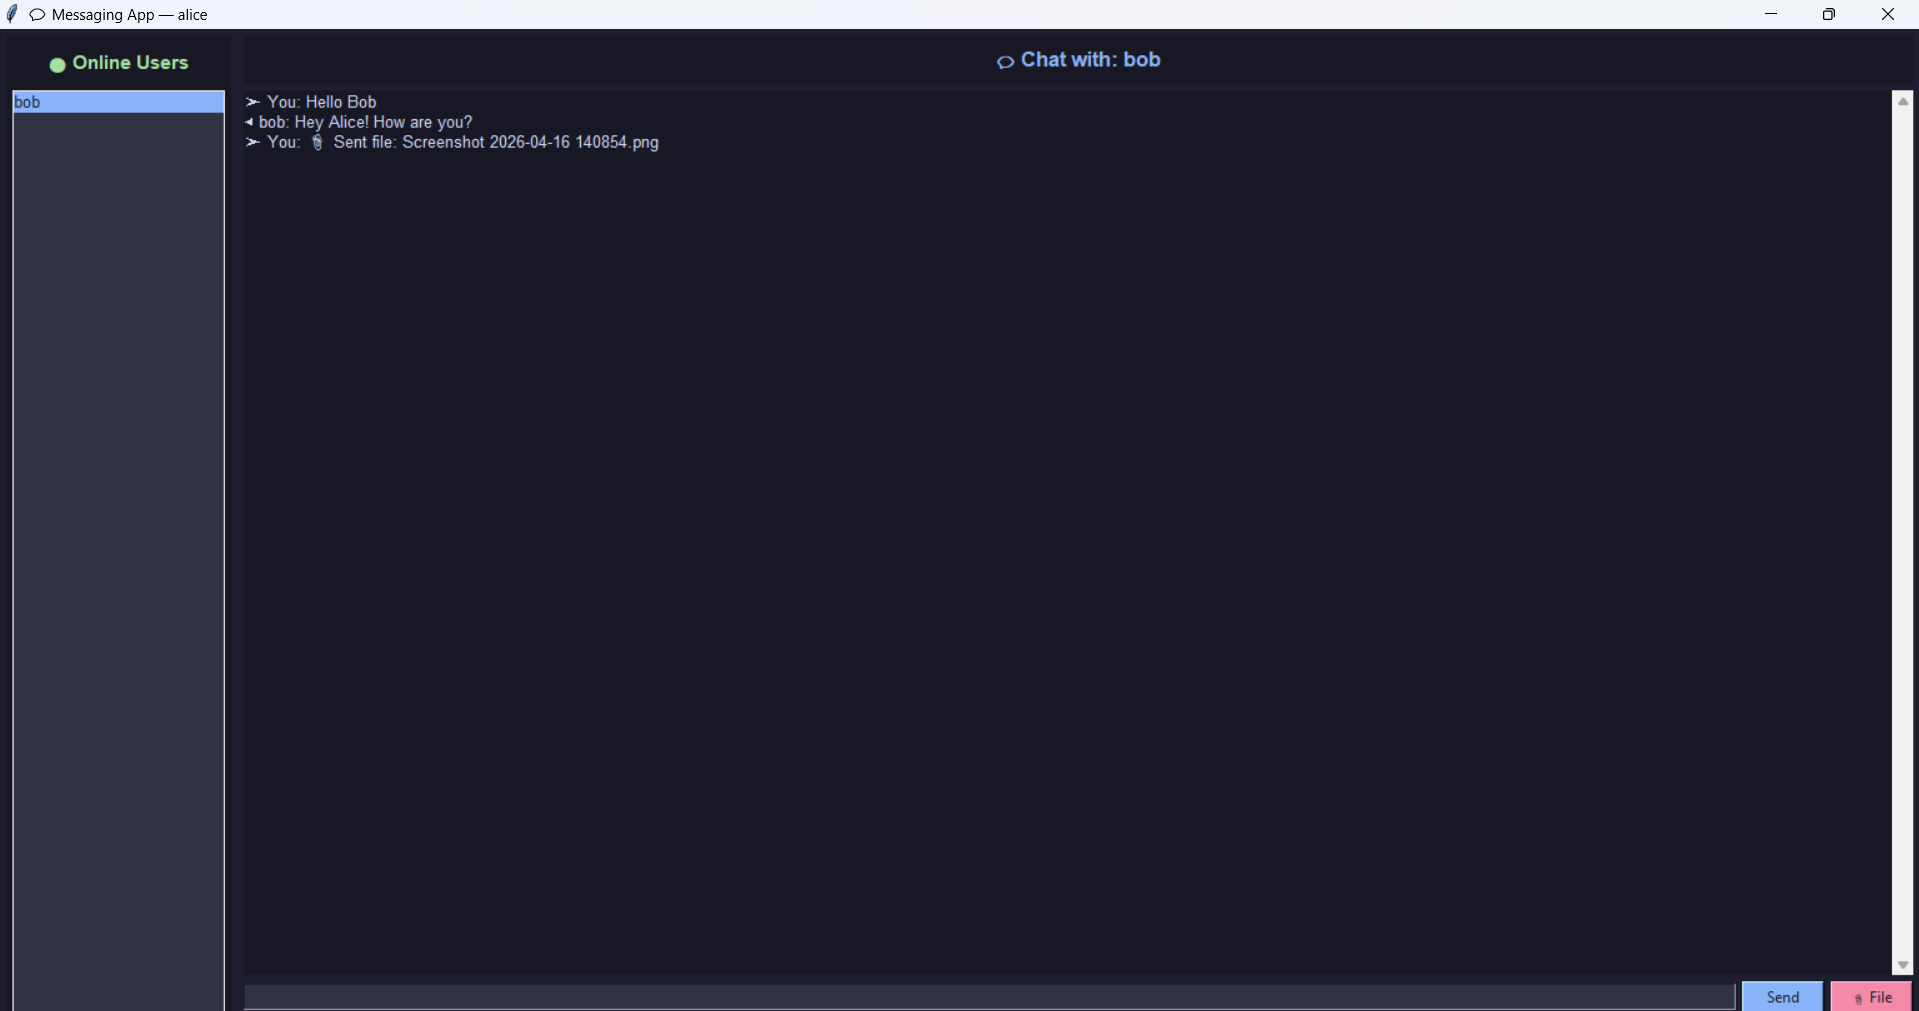 Messaging App — alice
Online Users
bob
Chat with: bob
➢ You: Hello Bob
◄ bob: Hey Alice! How are you?
➢ You: 📎 Sent file: Screenshot 2026-04-16 140854.png
Send
📎 File